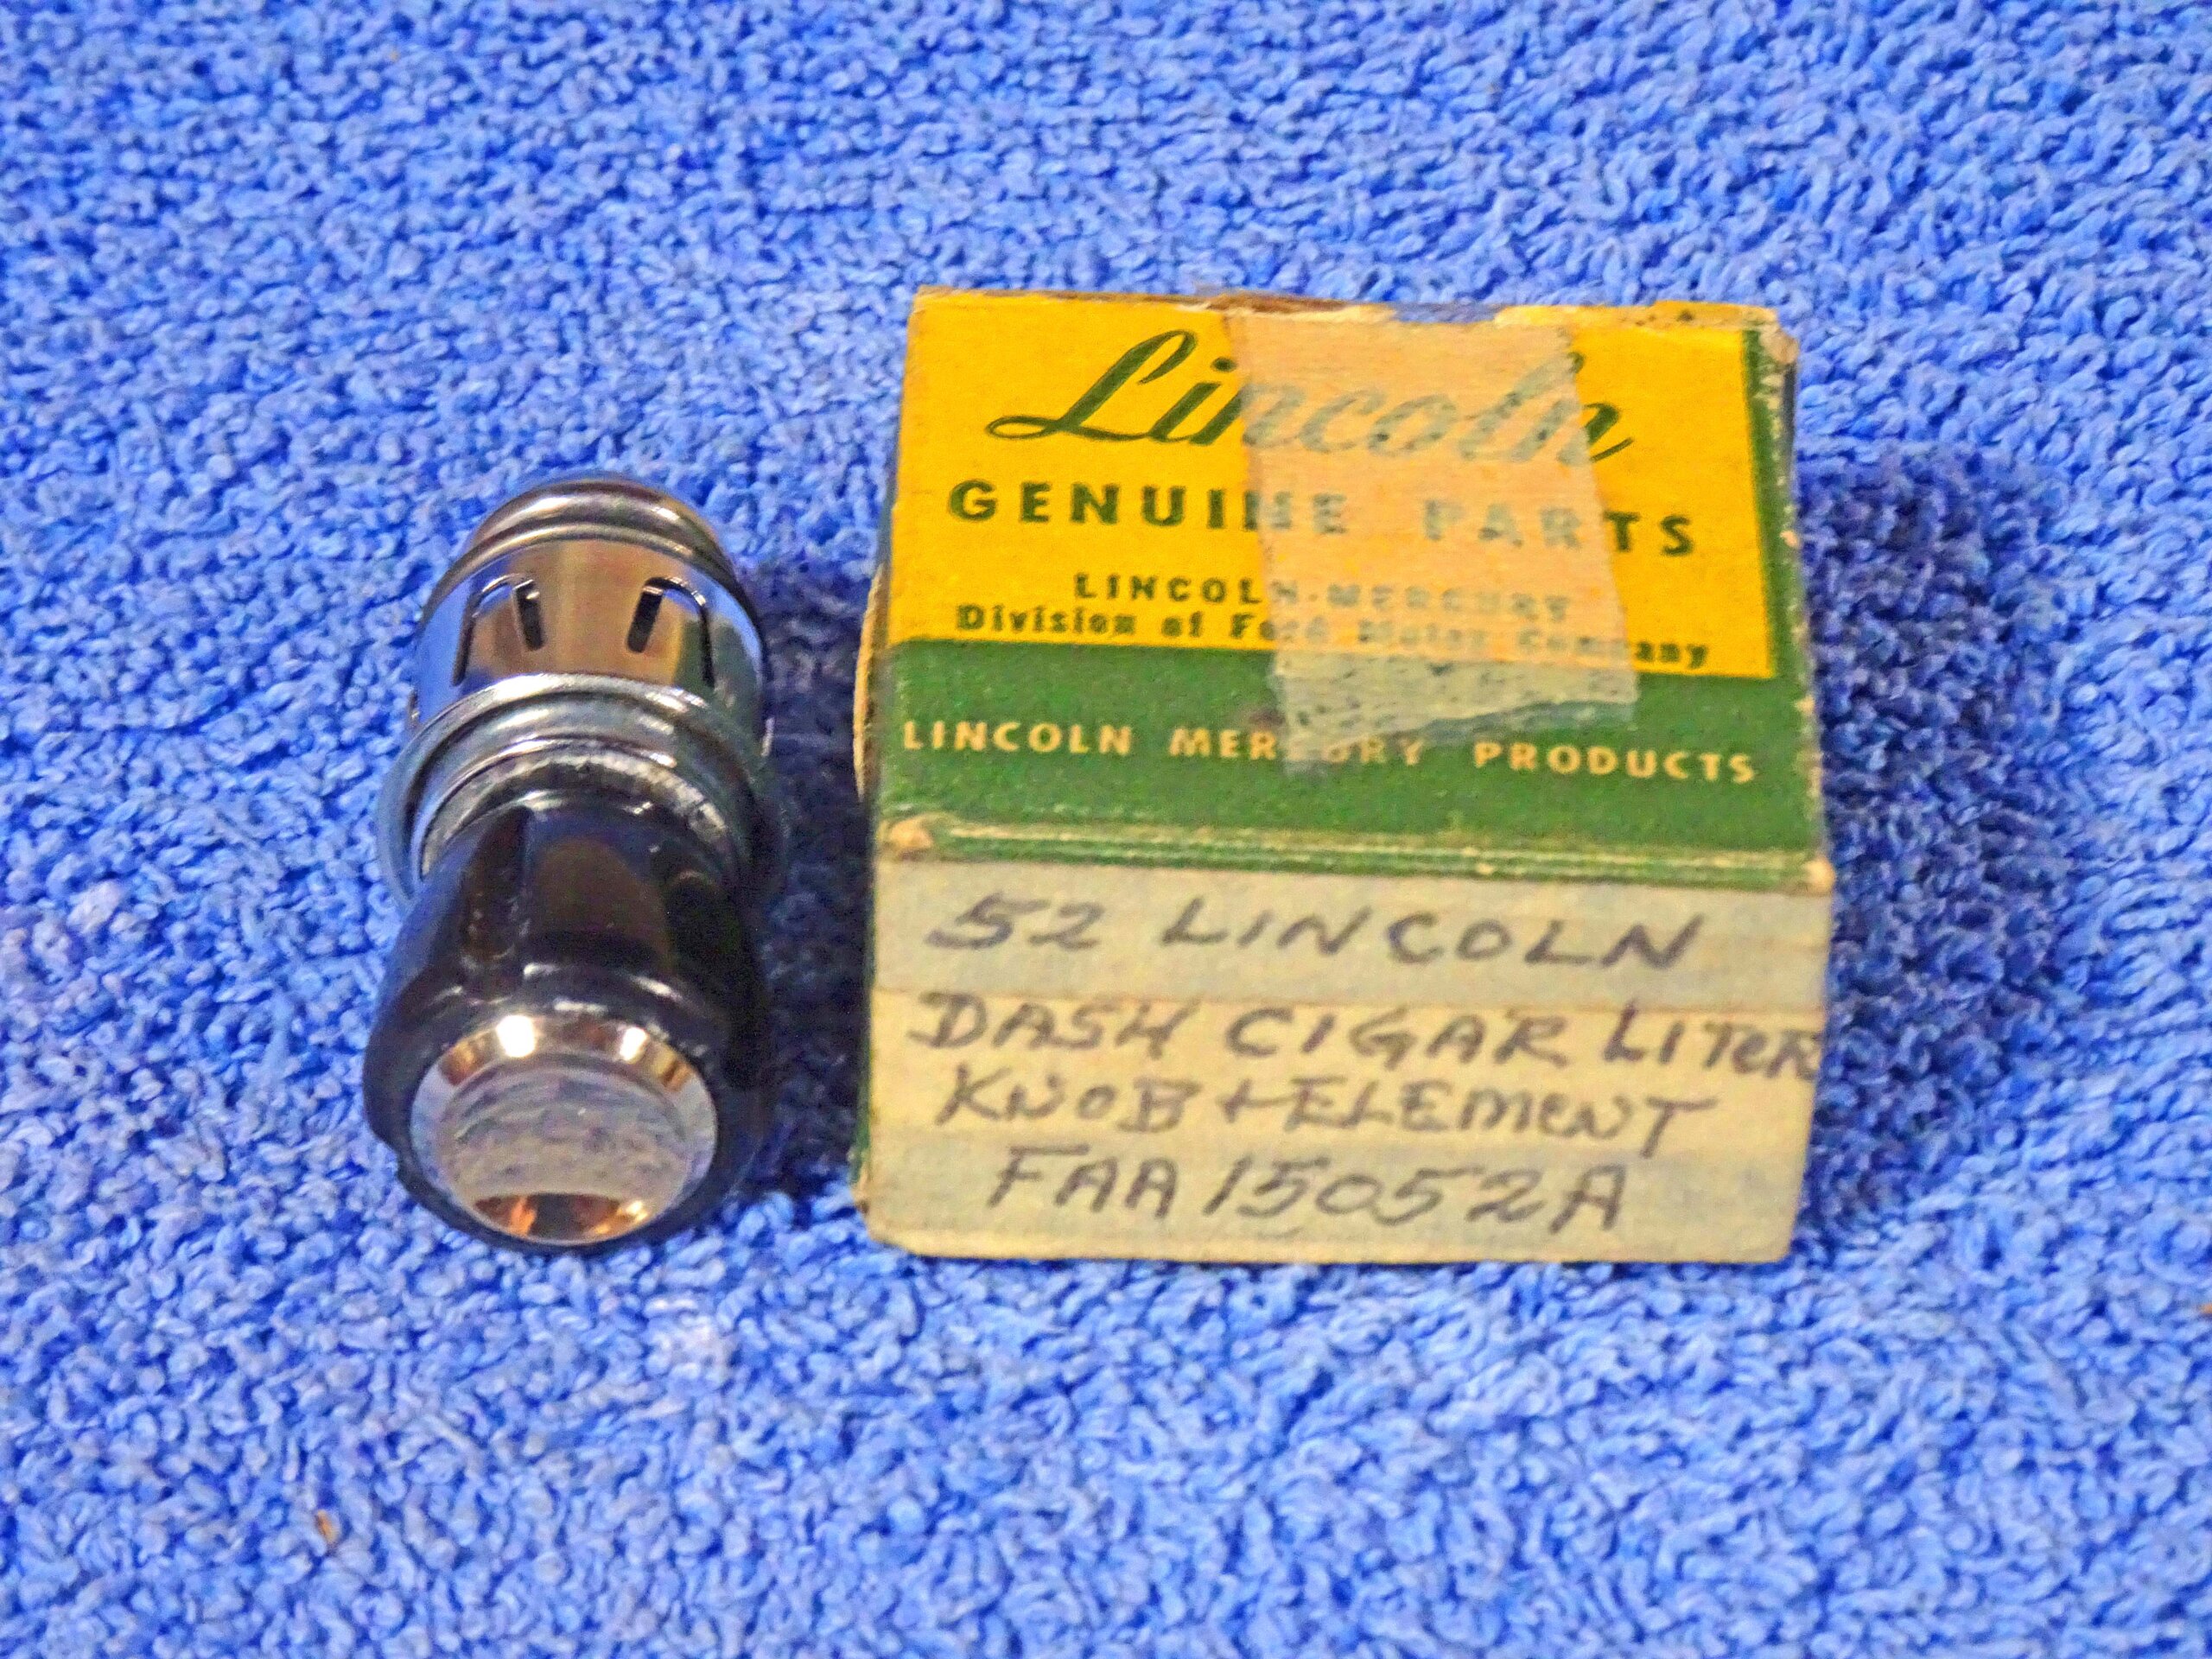 Lincoln
GENUINE PARTS
LINCOLN-MERCURY
Division of Ford Motor Company
LINCOLN MERCURY PRODUCTS
52 LINCOLN
DASH CIGAR LITER
KNOB + ELEMENT
FAA 15052A